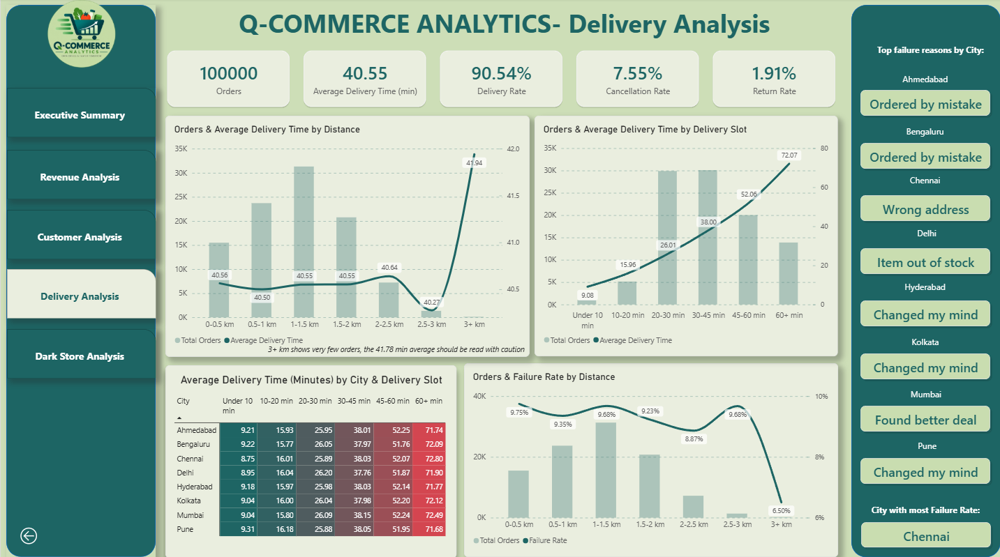 Q-COMMERCE
ANALYTICS
Executive Summary
Revenue Analysis
Customer Analysis
Delivery Analysis
Dark Store Analysis
Q-COMMERCE ANALYTICS- Delivery Analysis
100000
Orders
40.55
Average Delivery Time (min)
90.54%
Delivery Rate
7.55%
Cancellation Rate
1.91%
Return Rate
Orders & Average Delivery Time by Distance
35K
30K
25K
20K
15K
10K
5K
0K
42.0
41.5
41.0
40.5
40.56
40.50
40.55
40.55
40.64
40.27
41.94
0-0.5 km
0.5-1 km
1-1.5 km
1.5-2 km
2-2.5 km
2.5-3 km
3+ km
Total Orders
Average Delivery Time
3+ km shows very few orders, the 41.78 min average should be read with caution
Orders & Average Delivery Time by Delivery Slot
35K
30K
25K
20K
15K
10K
5K
0K
80
60
40
20
0
9.08
15.96
26.01
38.00
52.06
72.07
Under 10
min
10-20 min
20-30 min
30-45 min
45-60 min
60+ min
Total Orders
Average Delivery Time
Average Delivery Time (Minutes) by City & Delivery Slot
City Under 10 min 10-20 min 20-30 min 30-45 min 45-60 min 60+ min
Ahmedabad 9.21 15.93 25.95 38.01 52.25 71.74
Bengaluru 9.22 15.77 26.05 37.97 51.76 72.09
Chennai 8.75 16.01 25.89 38.03 52.07 72.80
Delhi 8.95 16.04 26.20 37.76 51.87 71.90
Hyderabad 9.18 15.97 25.98 38.03 52.14 71.77
Kolkata 9.04 16.00 26.04 37.98 52.20 72.12
Mumbai 9.04 15.80 26.09 38.15 52.24 72.49
Pune 9.31 16.18 25.88 38.05 51.95 71.68
Orders & Failure Rate by Distance
40K
20K
0K
10%
8%
6%
9.75%
9.35%
9.68%
9.23%
8.87%
9.68%
6.50%
0-0.5 km
0.5-1 km
1-1.5 km
1.5-2 km
2-2.5 km
2.5-3 km
3+ km
Total Orders
Failure Rate
Top failure reasons by City:
Ahmedabad
Ordered by mistake
Bengaluru
Ordered by mistake
Chennai
Wrong address
Delhi
Item out of stock
Hyderabad
Changed my mind
Kolkata
Changed my mind
Mumbai
Found better deal
Pune
Changed my mind
City with most Failure Rate:
Chennai